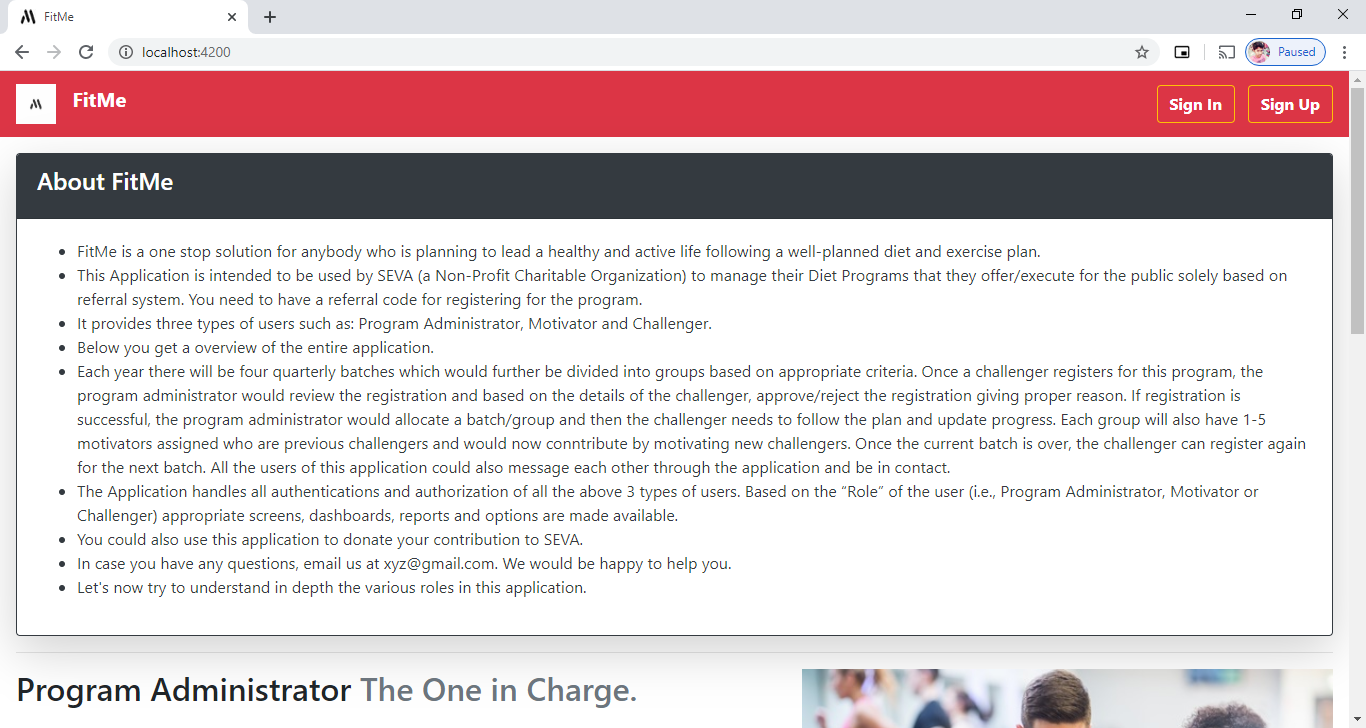 FitMe
localhost:4200
Paused
FitMe
Sign In
Sign Up
About FitMe
FitMe is a one stop solution for anybody who is planning to lead a healthy and active life following a well-planned diet and exercise plan.
This Application is intended to be used by SEVA (a Non-Profit Charitable Organization) to manage their Diet Programs that they offer/execute for the public solely based on
referral system. You need to have a referral code for registering for the program.
It provides three types of users such as: Program Administrator, Motivator and Challenger.
Below you get a overview of the entire application.
Each year there will be four quarterly batches which would further be divided into groups based on appropriate criteria. Once a challenger registers for this program, the
program administrator would review the registration and based on the details of the challenger, approve/reject the registration giving proper reason. If registration is
successful, the program administrator would allocate a batch/group and then the challenger needs to follow the plan and update progress. Each group will also have 1-5
motivators assigned who are previous challengers and would now conntribute by motivating new challengers. Once the current batch is over, the challenger can register again
for the next batch. All the users of this application could also message each other through the application and be in contact.
The Application handles all authentications and authorization of all the above 3 types of users. Based on the “Role” of the user (i.e., Program Administrator, Motivator or
Challenger) appropriate screens, dashboards, reports and options are made available.
You could also use this application to donate your contribution to SEVA.
In case you have any questions, email us at xyz@gmail.com. We would be happy to help you.
Let's now try to understand in depth the various roles in this application.
Program Administrator The One in Charge.